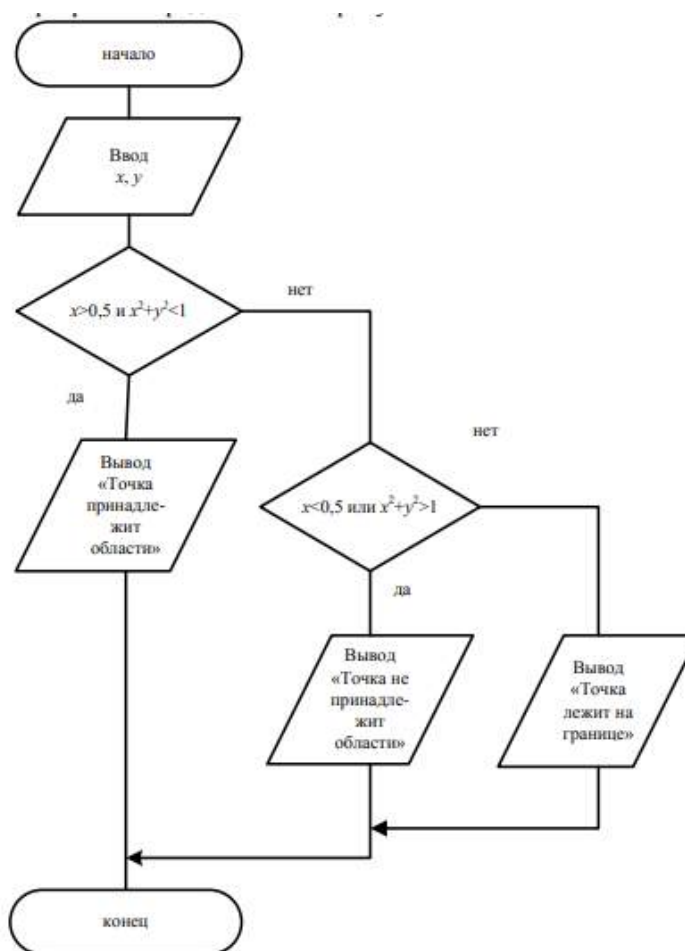 начало
Ввод
x, y
x>0,5 и x²+y²<1
нет
да
Вывод
«Точка
принадле-
жит
области»
нет
x<0,5 или x²+y²>1
да
Вывод
«Точка не
принадле-
жит
области»
Вывод
«Точка
лежит на
границе»
конец